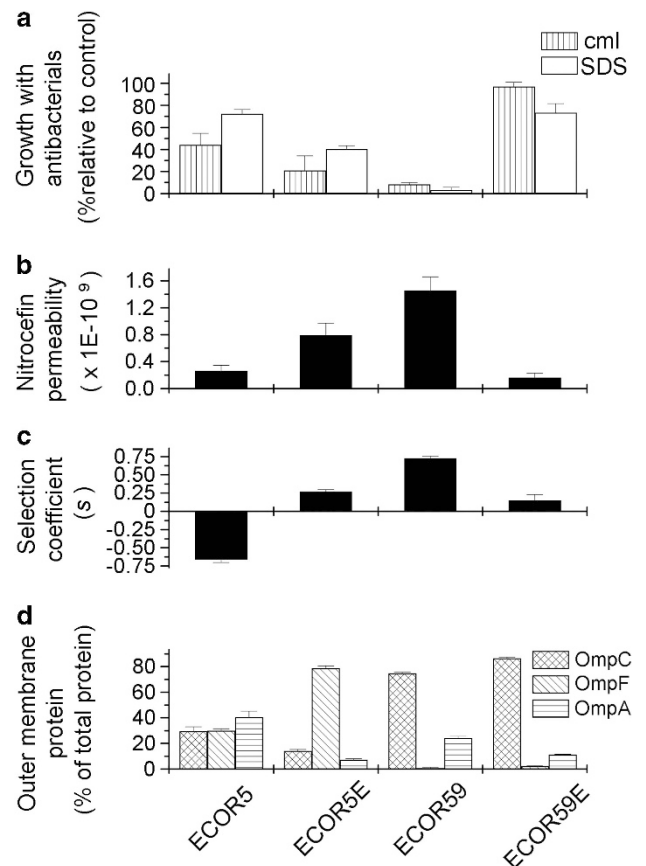 a
cml
SDS
Growth with
antibacterials
(%relative to control)
100
80
60
40
20
0
b
Nitrocefin
permeability
( x 1E-10 9 )
1.6
1.2
0.8
0.4
0.0
c
Selection
coefficient
(s)
0.75
0.50
0.25
0
-0.25
-0.50
-0.75
d
OmpC
OmpF
OmpA
Outer membrane
protein
(% of total protein)
80
60
40
20
0
ECOR5
ECOR5E
ECOR59
ECOR59E